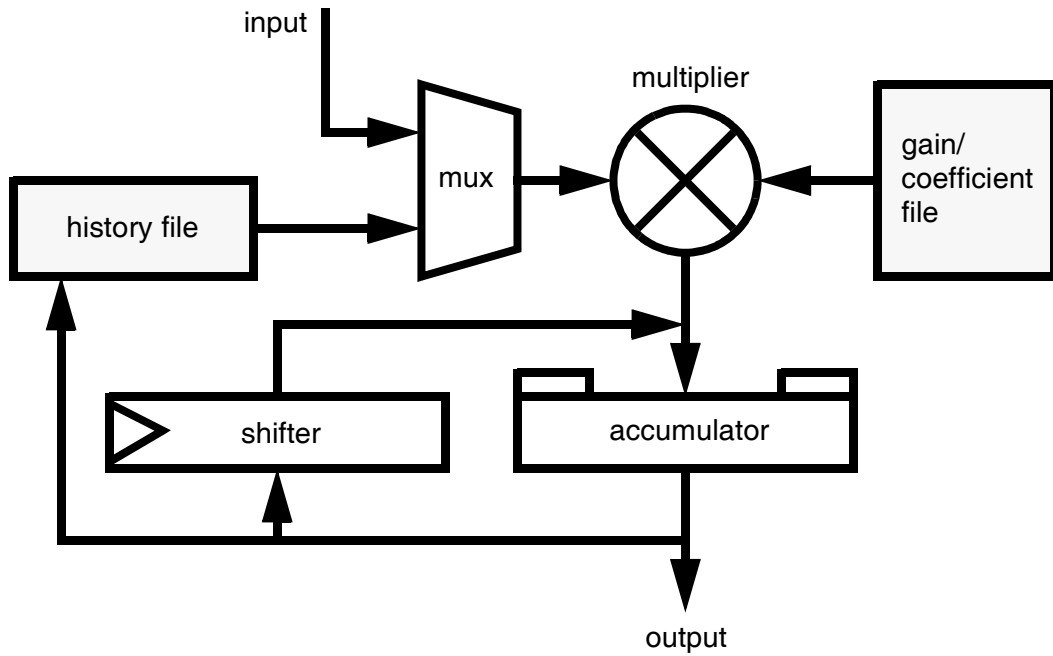 input
multiplier
gain/
coefficient
file
mux
history file
shifter
accumulator
output